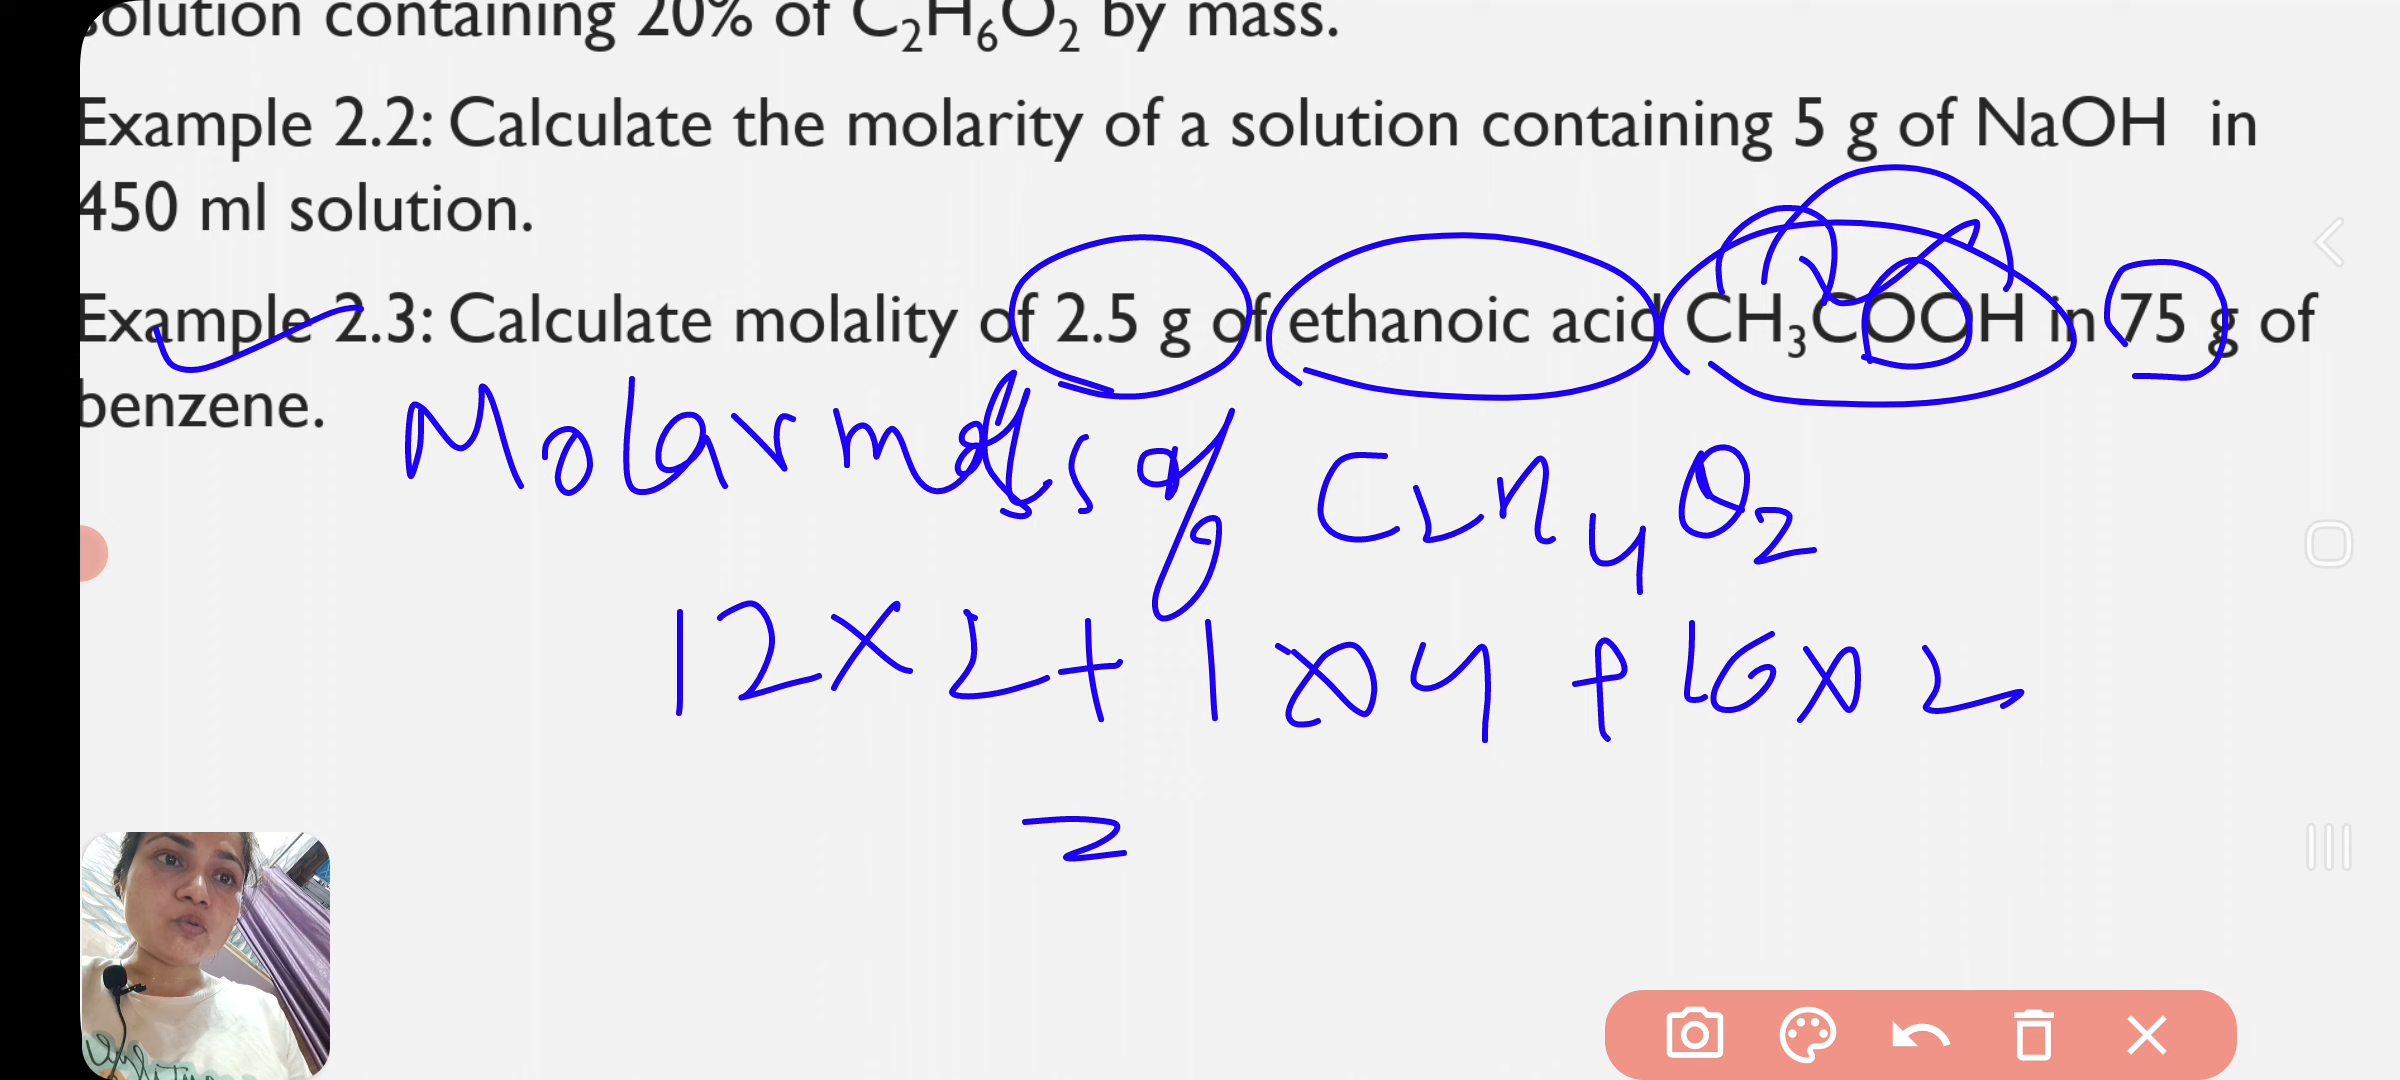 solution containing 20% of C₂H₆O₂ by mass.
Example 2.2: Calculate the molarity of a solution containing 5 g of NaOH in
450 ml solution.
Example 2.3: Calculate molality of 2.5 g of ethanoic acid CH₃COOH in 75 g of
benzene.
Molar mass of C₂H₄O₂
12 × 2 + 1 × 4 + 16 × 2
=